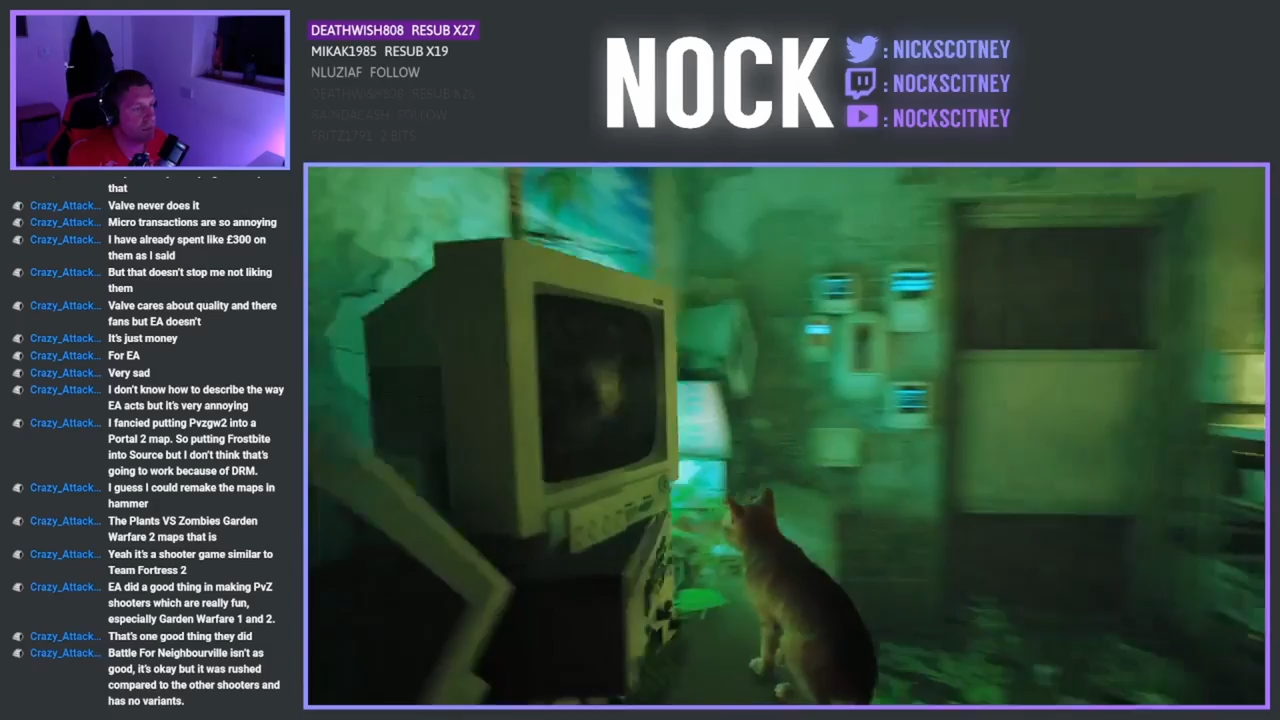 DEATHWISH808 RESUB X27
MIKAK1985 RESUB X19
NLUZIAF FOLLOW
NOCK
: NICKSCOTNEY
: NOCKSCITNEY
: NOCKSCITNEY
that
Crazy_Attack... Valve never does it
Crazy_Attack... Micro transactions are so annoying
Crazy_Attack... I have already spent like £300 on
them as I said
Crazy_Attack... But that doesn't stop me not liking
them
Crazy_Attack... Valve cares about quality and there
fans but EA doesn't
Crazy_Attack... It's just money
Crazy_Attack... For EA
Crazy_Attack... Very sad
Crazy_Attack... I don't know how to describe the way
EA acts but it's very annoying
Crazy_Attack... I fancied putting Pvzgw2 into a
Portal 2 map. So putting Frostbite
into Source but I don't think that's
going to work because of DRM.
Crazy_Attack... I guess I could remake the maps in
hammer
Crazy_Attack... The Plants VS Zombies Garden
Warfare 2 maps that is
Crazy_Attack... Yeah it's a shooter game similar to
Team Fortress 2
Crazy_Attack... EA did a good thing in making PvZ
shooters which are really fun,
especially Garden Warfare 1 and 2.
Crazy_Attack... That's one good thing they did
Crazy_Attack... Battle For Neighbourville isn't as
good, it's okay but it was rushed
compared to the other shooters and
has no variants.